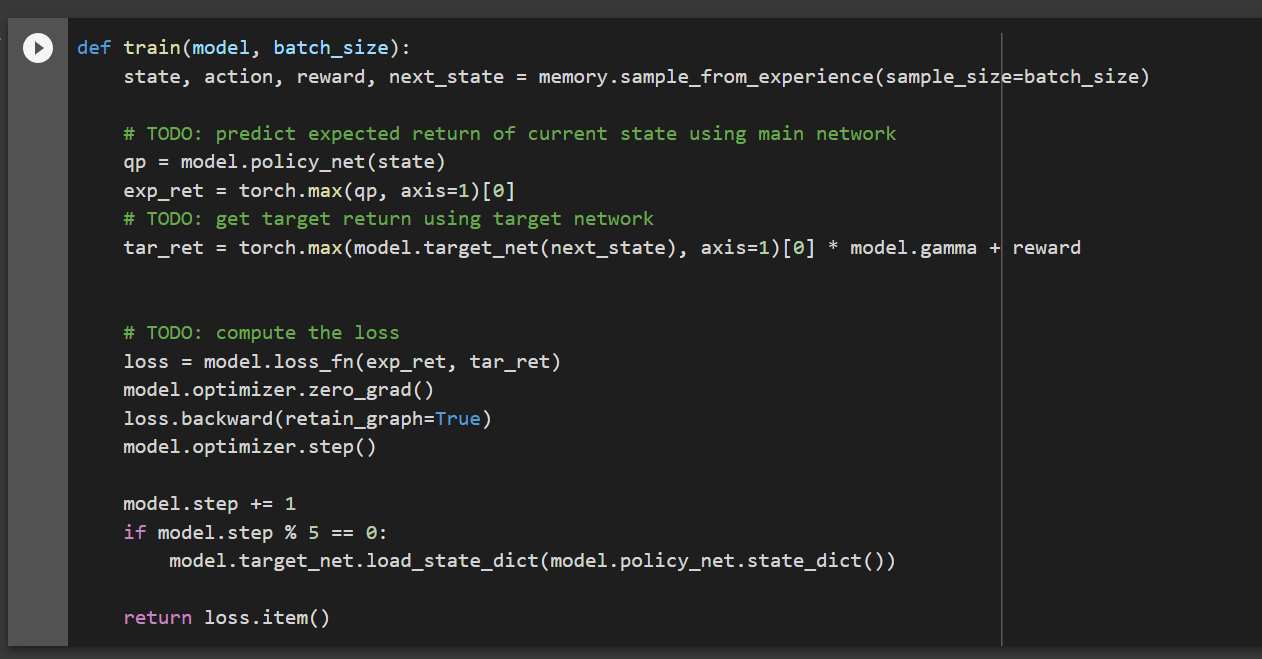 def train(model, batch_size):
    state, action, reward, next_state = memory.sample_from_experience(sample_size=batch_size)
    # TODO: predict expected return of current state using main network
    qp = model.policy_net(state)
    exp_ret = torch.max(qp, axis=1)[0]
    # TODO: get target return using target network
    tar_ret = torch.max(model.target_net(next_state), axis=1)[0] * model.gamma + reward
    # TODO: compute the loss
    loss = model.loss_fn(exp_ret, tar_ret)
    model.optimizer.zero_grad()
    loss.backward(retain_graph=True)
    model.optimizer.step()
    model.step += 1
    if model.step % 5 == 0:
        model.target_net.load_state_dict(model.policy_net.state_dict())
    return loss.item()